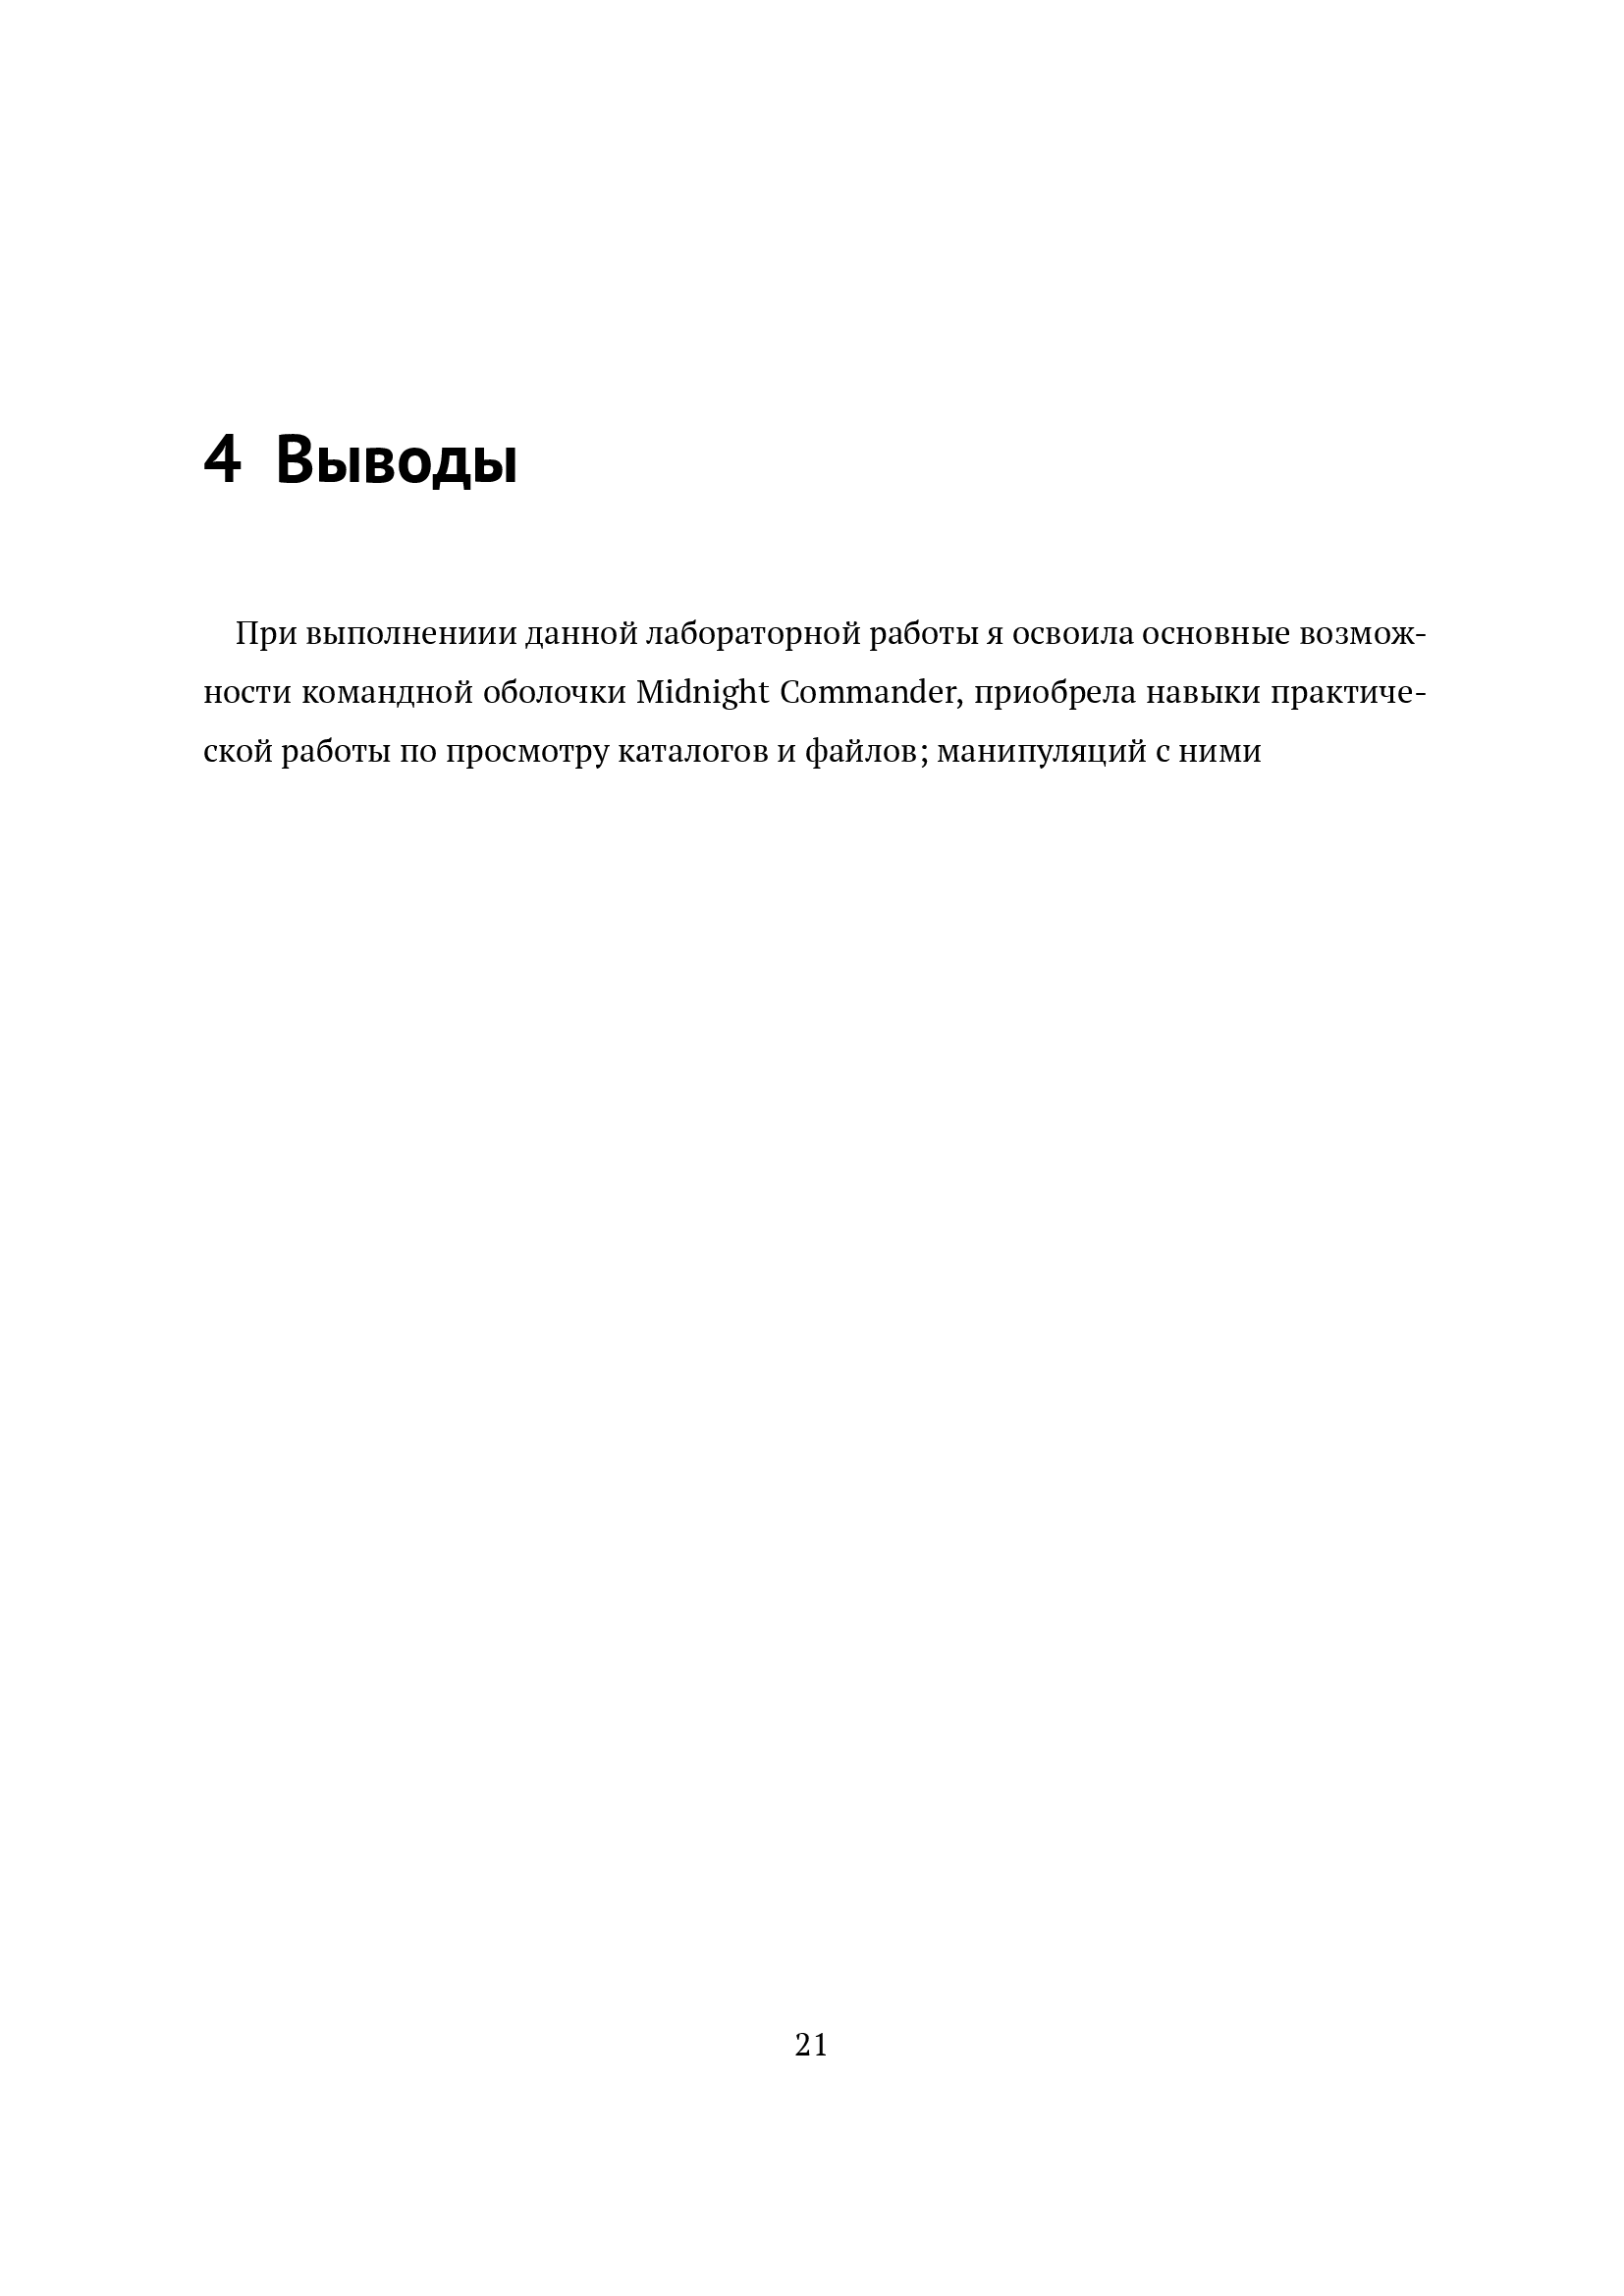 4 Выводы
При выполнениии данной лабораторной работы я освоила основные возмож-
ности командной оболочки Midnight Commander, приобрела навыки практиче-
ской работы по просмотру каталогов и файлов; манипуляций с ними
21